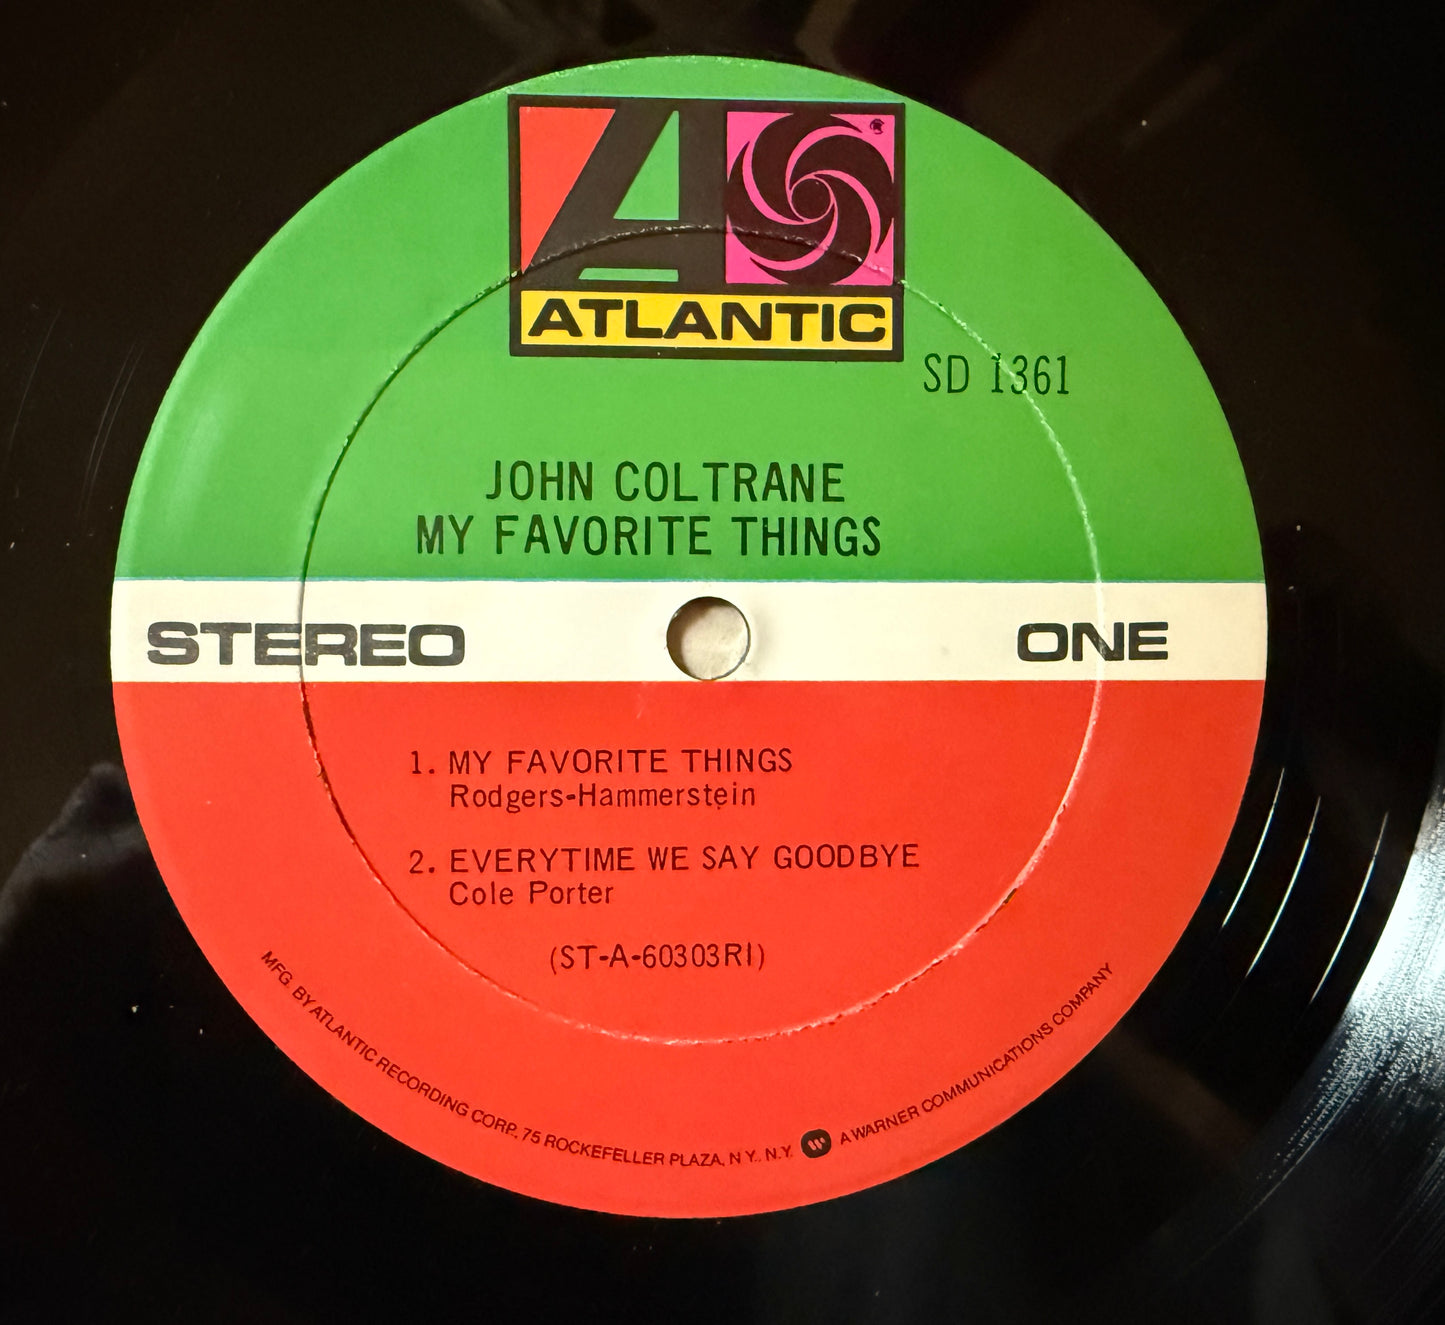 ATLANTIC
SD 1361
JOHN COLTRANE
MY FAVORITE THINGS
STEREO
ONE
1. MY FAVORITE THINGS
Rodgers-Hammerstein
2. EVERYTIME WE SAY GOODBYE
Cole Porter
(ST-A-60303RI)
MFG. BY ATLANTIC RECORDING CORP., 75 ROCKEFELLER PLAZA, N.Y., N.Y. W A WARNER COMMUNICATIONS COMPANY